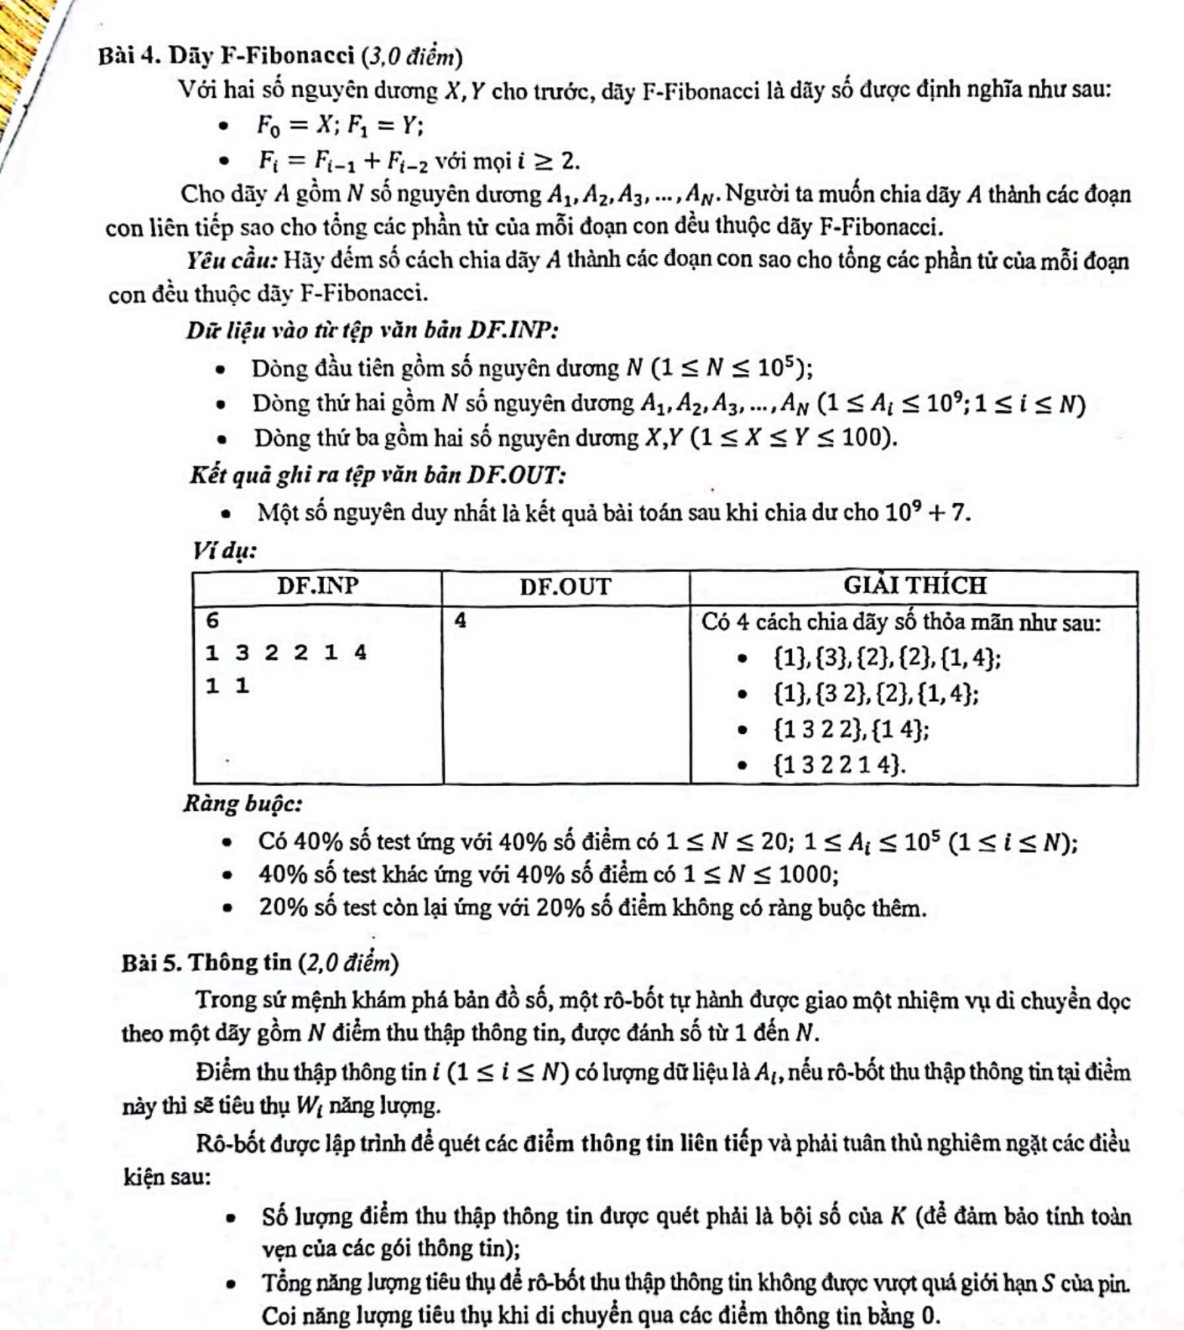 Bài 4. Dãy F-Fibonacci (3,0 điểm)
Với hai số nguyên dương X, Y cho trước, dãy F-Fibonacci là dãy số được định nghĩa như sau:
• F₀ = X; F₁ = Y;
• Fᵢ = Fᵢ₋₁ + Fᵢ₋₂ với mọi i ≥ 2.
Cho dãy A gồm N số nguyên dương A₁, A₂, A₃, ..., A_N. Người ta muốn chia dãy A thành các đoạn
con liên tiếp sao cho tổng các phần tử của mỗi đoạn con đều thuộc dãy F-Fibonacci.
Yêu cầu: Hãy đếm số cách chia dãy A thành các đoạn con sao cho tổng các phần tử của mỗi đoạn
con đều thuộc dãy F-Fibonacci.
Dữ liệu vào từ tệp văn bản DF.INP:
• Dòng đầu tiên gồm số nguyên dương N (1 ≤ N ≤ 10⁵);
• Dòng thứ hai gồm N số nguyên dương A₁, A₂, A₃, ..., A_N (1 ≤ Aᵢ ≤ 10⁹; 1 ≤ i ≤ N)
• Dòng thứ ba gồm hai số nguyên dương X,Y (1 ≤ X ≤ Y ≤ 100).
Kết quả ghi ra tệp văn bản DF.OUT:
• Một số nguyên duy nhất là kết quả bài toán sau khi chia dư cho 10⁹ + 7.
Ví dụ:
DF.INP DF.OUT GIẢI THÍCH
6 4 Có 4 cách chia dãy số thỏa mãn như sau:
1 3 2 2 1 4 • {1}, {3}, {2}, {2}, {1, 4};
1 1 • {1}, {3 2}, {2}, {1, 4};
• {1 3 2 2}, {1 4};
• {1 3 2 2 1 4}.
Ràng buộc:
• Có 40% số test ứng với 40% số điểm có 1 ≤ N ≤ 20; 1 ≤ Aᵢ ≤ 10⁵ (1 ≤ i ≤ N);
• 40% số test khác ứng với 40% số điểm có 1 ≤ N ≤ 1000;
• 20% số test còn lại ứng với 20% số điểm không có ràng buộc thêm.
Bài 5. Thông tin (2,0 điểm)
Trong sứ mệnh khám phá bản đồ số, một rô-bốt tự hành được giao một nhiệm vụ di chuyển dọc
theo một dãy gồm N điểm thu thập thông tin, được đánh số từ 1 đến N.
Điểm thu thập thông tin i (1 ≤ i ≤ N) có lượng dữ liệu là Aᵢ, nếu rô-bốt thu thập thông tin tại điểm
này thì sẽ tiêu thụ Wᵢ năng lượng.
Rô-bốt được lập trình để quét các điểm thông tin liên tiếp và phải tuân thủ nghiêm ngặt các điều
kiện sau:
• Số lượng điểm thu thập thông tin được quét phải là bội số của K (để đảm bảo tính toàn
vẹn của các gói thông tin);
• Tổng năng lượng tiêu thụ để rô-bốt thu thập thông tin không được vượt quá giới hạn S của pin.
Coi năng lượng tiêu thụ khi di chuyển qua các điểm thông tin bằng 0.